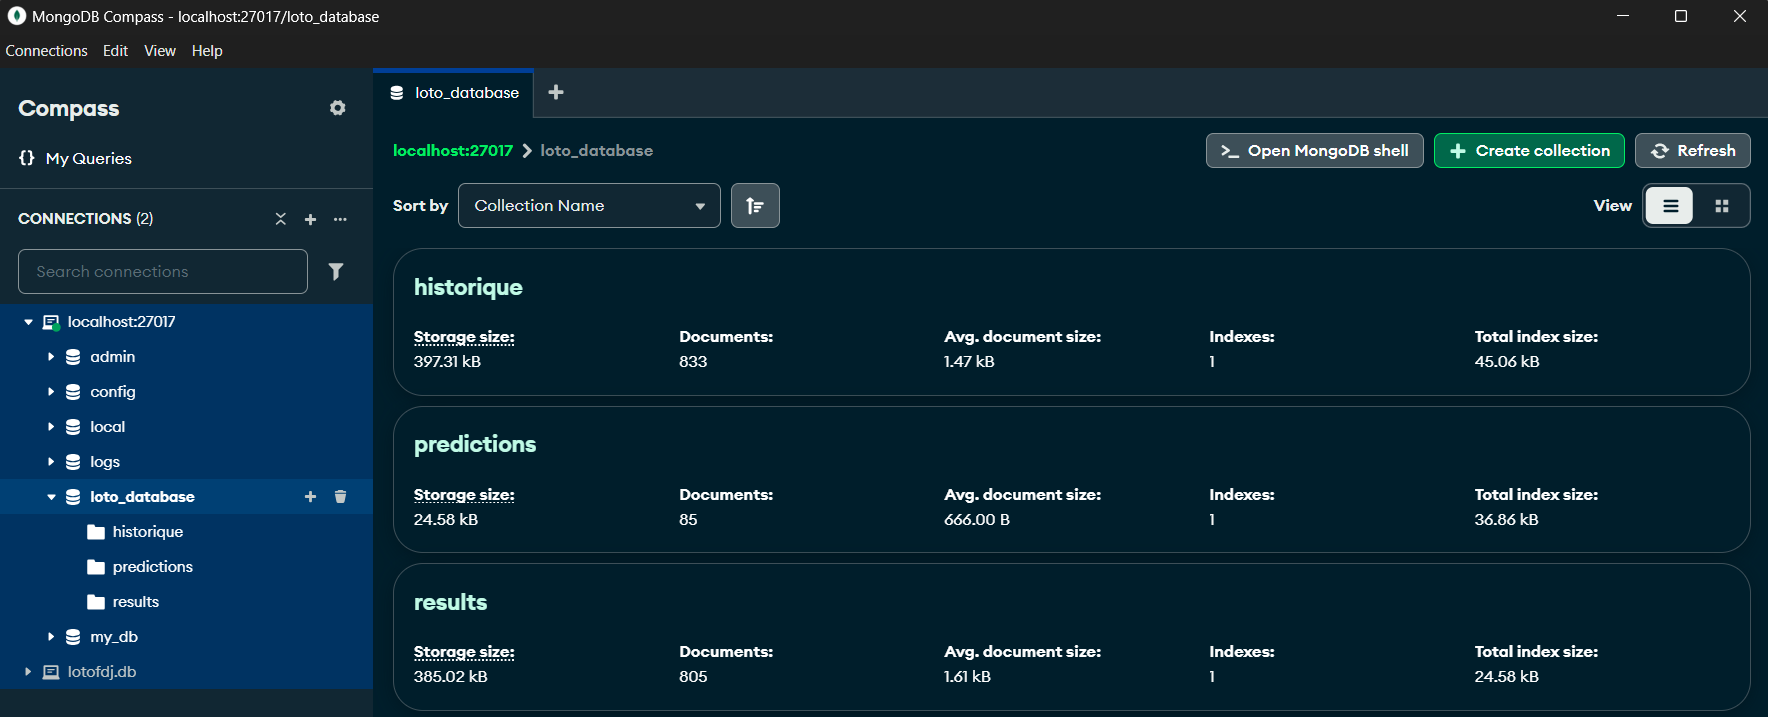 MongoDB Compass - localhost:27017/loto_database
Connections Edit View Help
Compass
{} My Queries
CONNECTIONS (2)
Search connections
localhost:27017
admin
config
local
logs
loto_database
historique
predictions
results
my_db
lotofdj.db
loto_database
localhost:27017 > loto_database
>_ Open MongoDB shell
+ Create collection
Refresh
Sort by Collection Name
View
historique
Storage size: Documents: Avg. document size: Indexes: Total index size:
397.31 kB 833 1.47 kB 1 45.06 kB
predictions
Storage size: Documents: Avg. document size: Indexes: Total index size:
24.58 kB 85 666.00 B 1 36.86 kB
results
Storage size: Documents: Avg. document size: Indexes: Total index size:
385.02 kB 805 1.61 kB 1 24.58 kB